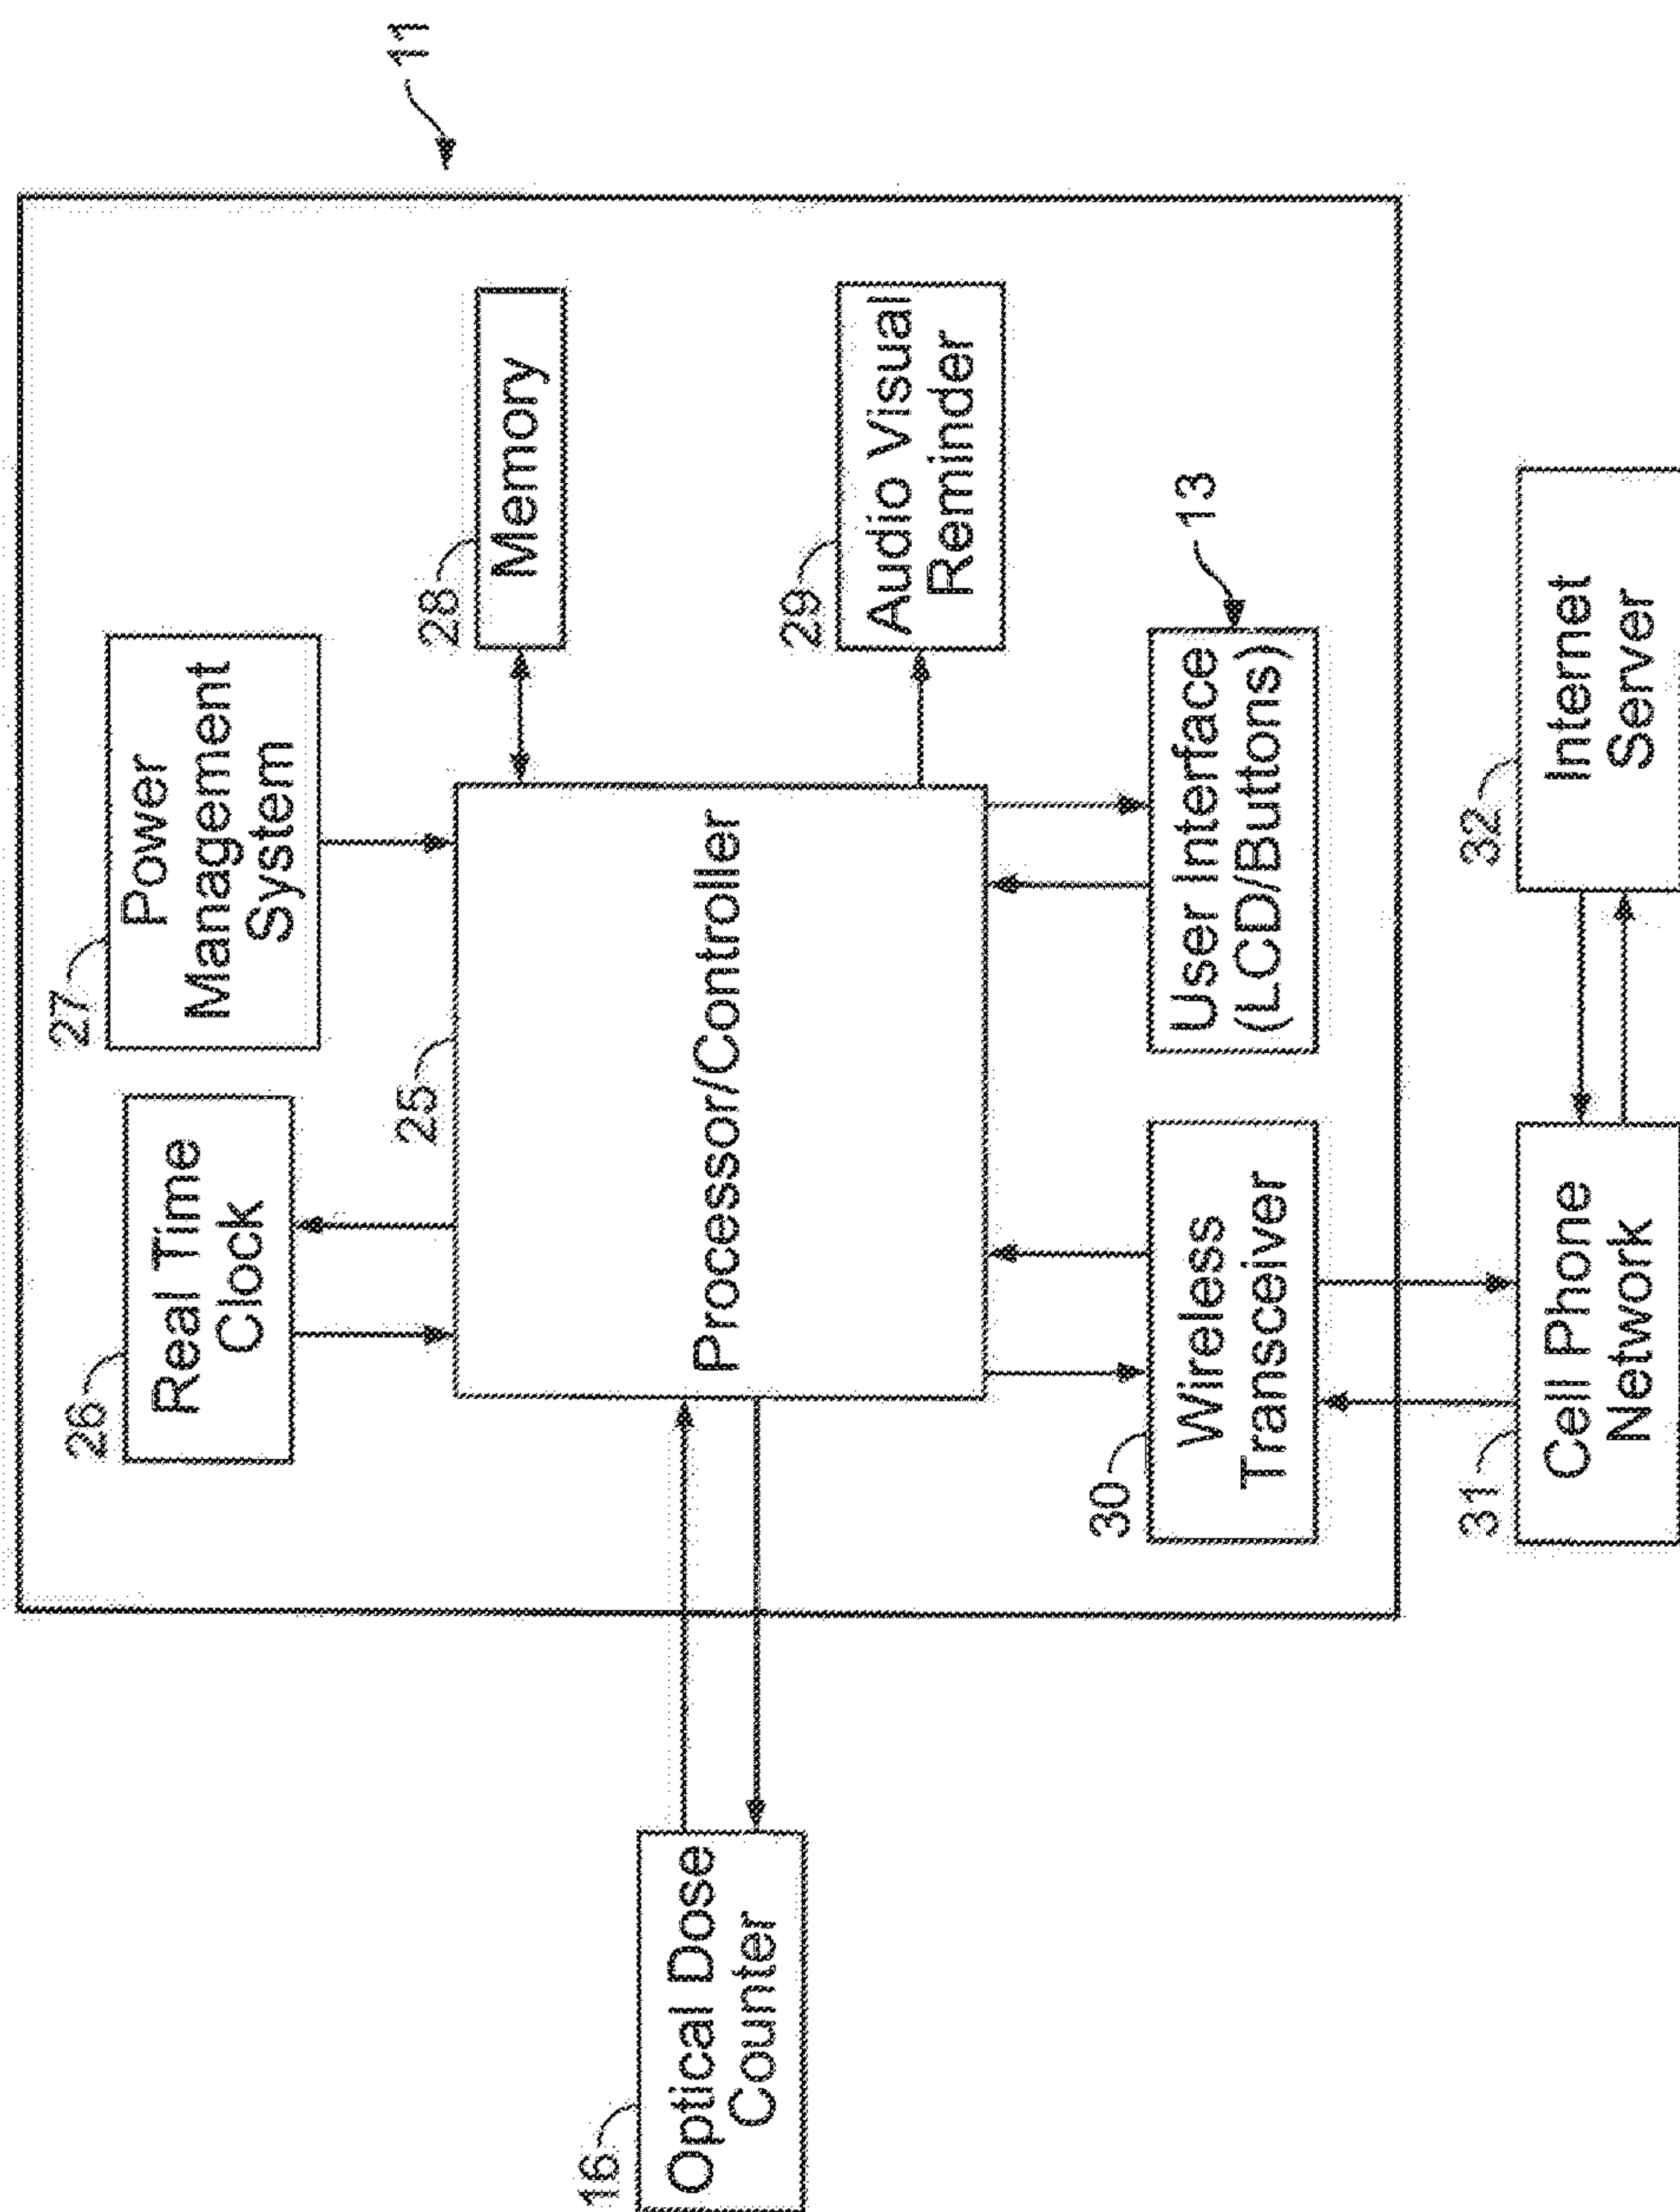 11
27
Power
Management
System
28
Memory
26
Real Time
Clock
25
Processor/Controller
29
Audio Visual
Reminder
16
Optical Dose
Counter
30
Wireless
Transceiver
User Interface
(LCD/Buttons)
13
31
Cell Phone
Network
32
Internet
Server